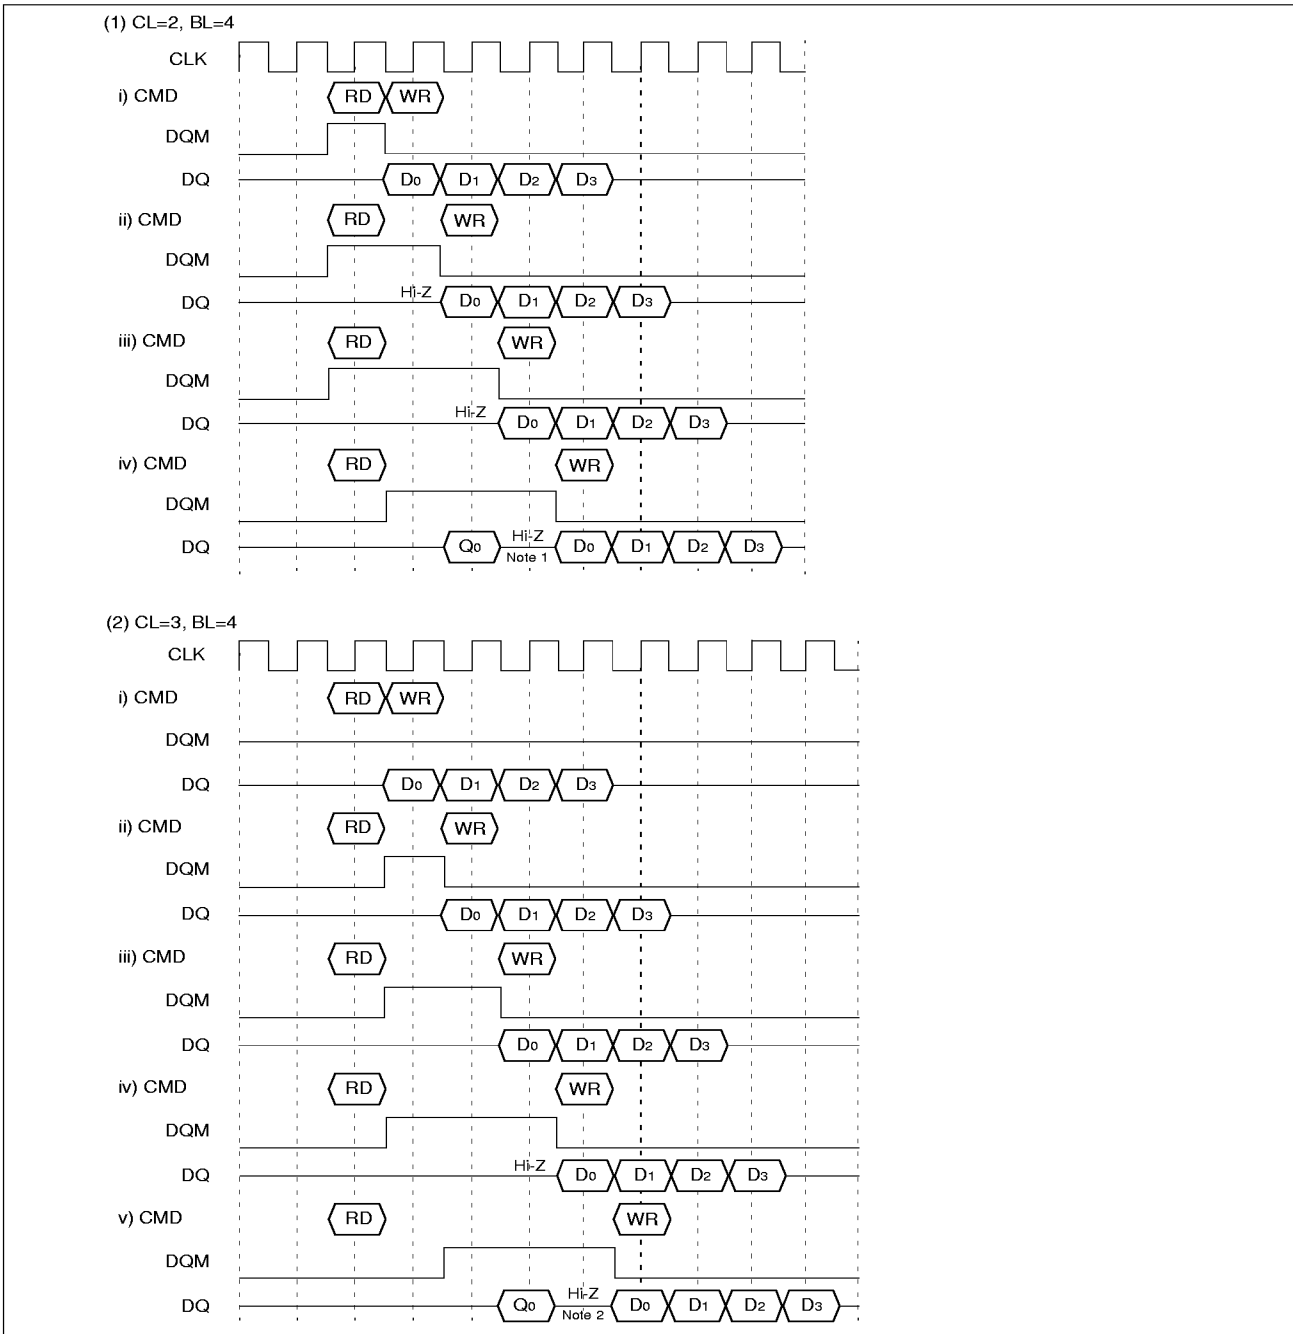 (1) CL=2, BL=4
CLK
i) CMD RD WR
DQM
DQ D0 D1 D2 D3
ii) CMD RD WR
DQM
DQ Hi-Z D0 D1 D2 D3
iii) CMD RD WR
DQM
DQ Hi-Z D0 D1 D2 D3
iv) CMD RD WR
DQM
DQ Q0 Hi-Z Note 1 D0 D1 D2 D3
(2) CL=3, BL=4
CLK
i) CMD RD WR
DQM
DQ D0 D1 D2 D3
ii) CMD RD WR
DQM
DQ D0 D1 D2 D3
iii) CMD RD WR
DQM
DQ D0 D1 D2 D3
iv) CMD RD WR
DQM
DQ Hi-Z D0 D1 D2 D3
v) CMD RD WR
DQM
DQ Q0 Hi-Z Note 2 D0 D1 D2 D3